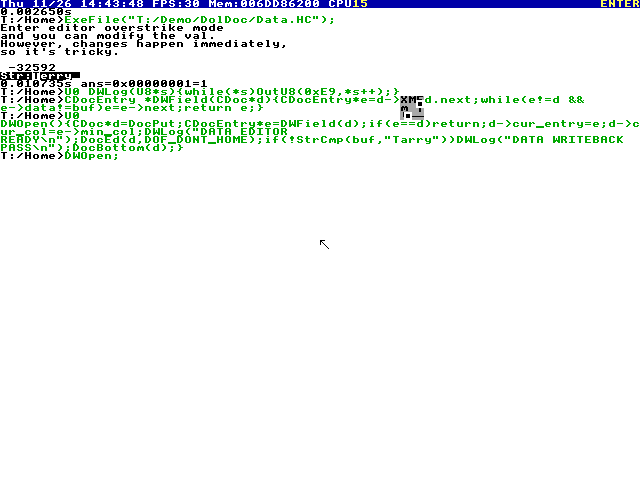 Thu 11/26 14:43:48 FPS:30 Mem:006DD86200 CPU15 ENTER
0.002650s
T:/Home>ExeFile("T:/Demo/DolDoc/Data.HC");
Enter editor overstrike mode
and you can modify the val.
However, changes happen immediately,
so it's tricky.
-32592
Str:Terry
0.010735s ans=0x00000001=1
T:/Home>U0 DWLog(U8*s){while(*s)OutU8(0xE9,*s++);}
T:/Home>CDocEntry *DWField(CDoc*d){CDocEntry*e=d->d.next;while(e!=d &&
e->data!=buf)e=e->next;return e;}
T:/Home>U0
DWOpen(){CDoc*d=DocPut;CDocEntry*e=DWField(d);if(e==d)return;d->cur_entry=e;d->c
ur_col=e->min_col;DWLog("DATA EDITOR
READY\n");DocEd(d,DOF_DONT_HOME);if(!StrCmp(buf,"Tarry"))DWLog("DATA WRITEBACK
PASS\n");DocBottom(d);}
T:/Home>DWOpen;